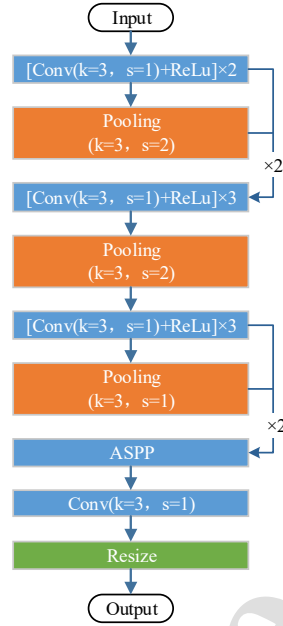 Input
[Conv(k=3，s=1)+ReLu]×2
Pooling
(k=3，s=2)
×2
[Conv(k=3，s=1)+ReLU]×3
Pooling
(k=3，s=2)
[Conv(k=3，s=1)+ReLU]×3
Pooling
(k=3，s=1)
×2
ASPP
Conv(k=3，s=1)
Resize
Output